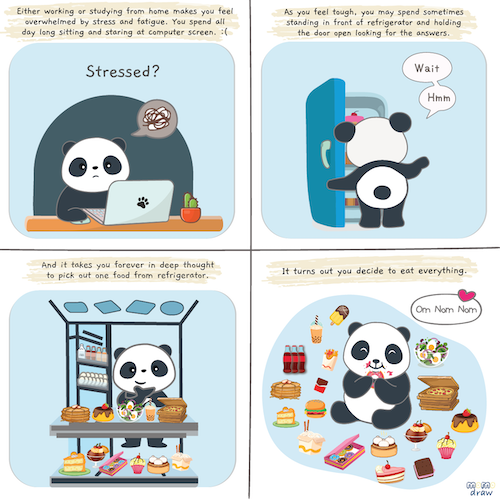 Either working or studying from home makes you feel
overwhelmed by stress and fatigue. You spend all
day long sitting and staring at computer screen. :(
Stressed?
As you feel tough, you may spend sometimes
standing in front of refrigerator and holding
the door open looking for the answers.
Wait
Hmm
And it takes you forever in deep thought
to pick out one food from refrigerator.
It turns out you decide to eat everything.
Om Nom Nom
draw